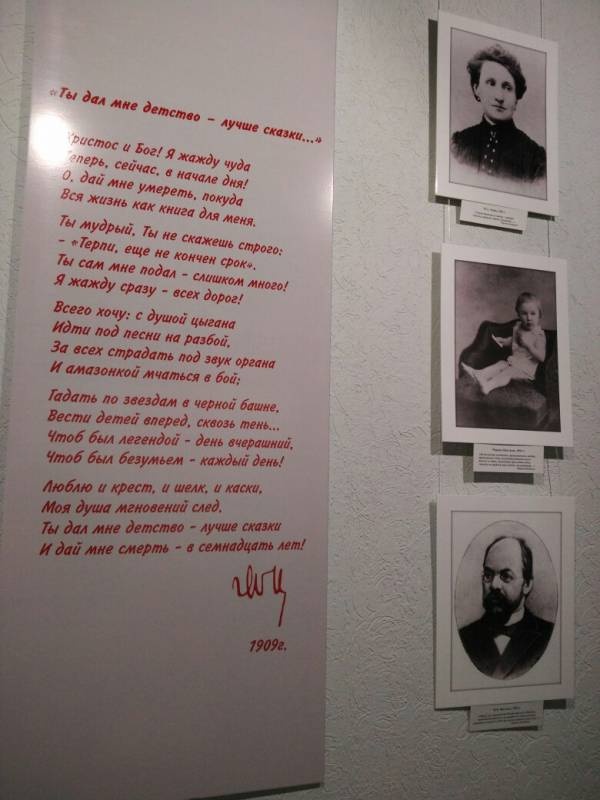 «Ты дал мне детство – лучше сказки...»
Христос и Бог! Я жажду чуда
Теперь, сейчас, в начале дня!
О, дай мне умереть, покуда
Вся жизнь как книга для меня.
Ты мудрый, Ты не скажешь строго:
- «Терпи, еще не кончен срок».
Ты сам мне подал - слишком много!
Я жажду сразу - всех дорог!
Всего хочу: с душой цыгана
Идти под песни на разбой,
За всех страдать под звук органа
И амазонкой мчаться в бой;
Гадать по звездам в черной башне,
Вести детей вперед, сквозь тень...
Чтоб был легендой - день вчерашний,
Чтоб был безумьем - каждый день!
Люблю и крест, и шелк, и каски,
Моя душа мгновений след.
Ты дал мне детство - лучше сказки
И дай мне смерть - в семнадцать лет!
1909г.